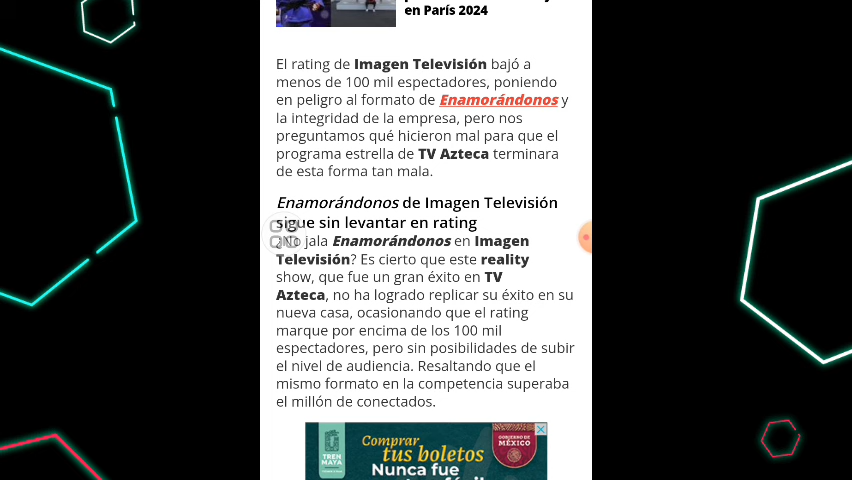 en París 2024
El rating de Imagen Televisión bajó a
menos de 100 mil espectadores, poniendo
en peligro al formato de Enamorándonos y
la integridad de la empresa, pero nos
preguntamos qué hicieron mal para que el
programa estrella de TV Azteca terminara
de esta forma tan mala.
Enamorándonos de Imagen Televisión
sigue sin levantar en rating
¿No jala Enamorándonos en Imagen
Televisión? Es cierto que este reality
show, que fue un gran éxito en TV
Azteca, no ha logrado replicar su éxito en su
nueva casa, ocasionando que el rating
marque por encima de los 100 mil
espectadores, pero sin posibilidades de subir
el nivel de audiencia. Resaltando que el
mismo formato en la competencia superaba
el millón de conectados.
TREN
MAYA
Comprar
tus boletos
Nunca fue
GOBIERNO DE
MÉXICO